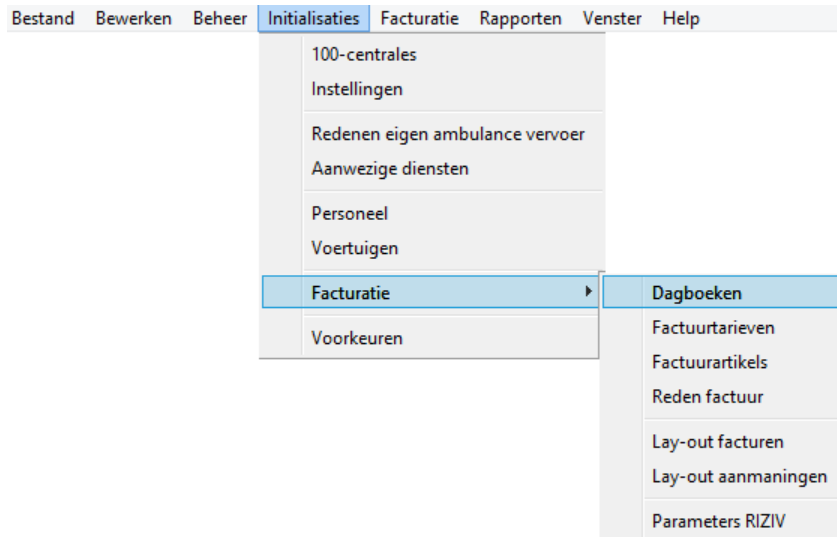 Bestand Bewerken Beheer Initialisaties Facturatie Rapporten Venster Help
100-centrales
Instellingen
Redenen eigen ambulance vervoer
Aanwezige diensten
Personeel
Voertuigen
Facturatie
Voorkeuren
Dagboeken
Factuurtarieven
Factuurartikels
Reden factuur
Lay-out facturen
Lay-out aanmaningen
Parameters RIZIV